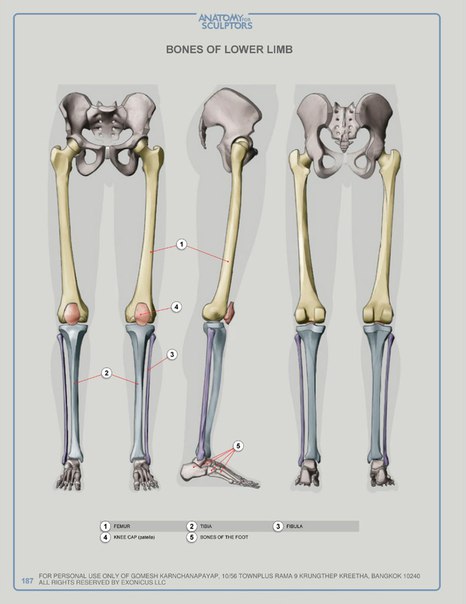 ANATOMY FOR
SCULPTORS
BONES OF LOWER LIMB
1
4
3
2
5
1 FEMUR 2 TIBIA 3 FIBULA
4 KNEE CAP (patella) 5 BONES OF THE FOOT
187 FOR PERSONAL USE ONLY OF GOMESH KARNCHANAPAYAP, 10/56 TOWNPLUS RAMA 9 KRUNGTHEP KREETHA, BANGKOK 10240
ALL RIGHTS RESERVED BY EXONICUS LLC